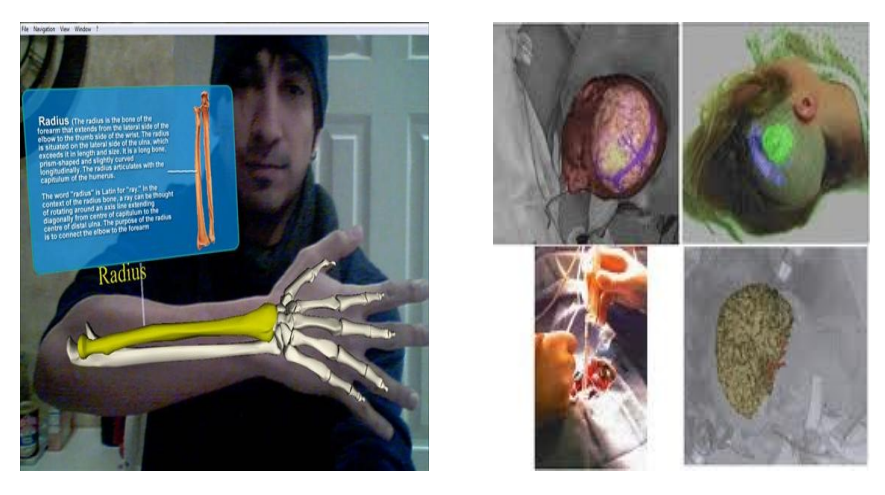 File Navigation View Window ?
Radius (The radius is the bone of the
forearm that extends from the lateral side of the
elbow to the thumb side of the wrist. The radius
is situated on the lateral side of the ulna, which
exceeds it in length and size. It is a long bone,
prism-shaped and slightly curved
longitudinally. The radius articulates with the
capitulum of the humerus.
The word "radius" is Latin for "ray." In the
context of the radius bone, a ray can be thought
of rotating around an axis line extending
diagonally from centre of capitulum to the
centre of distal ulna. The purpose of the radius
is to connect the elbow to the forearm
Radius